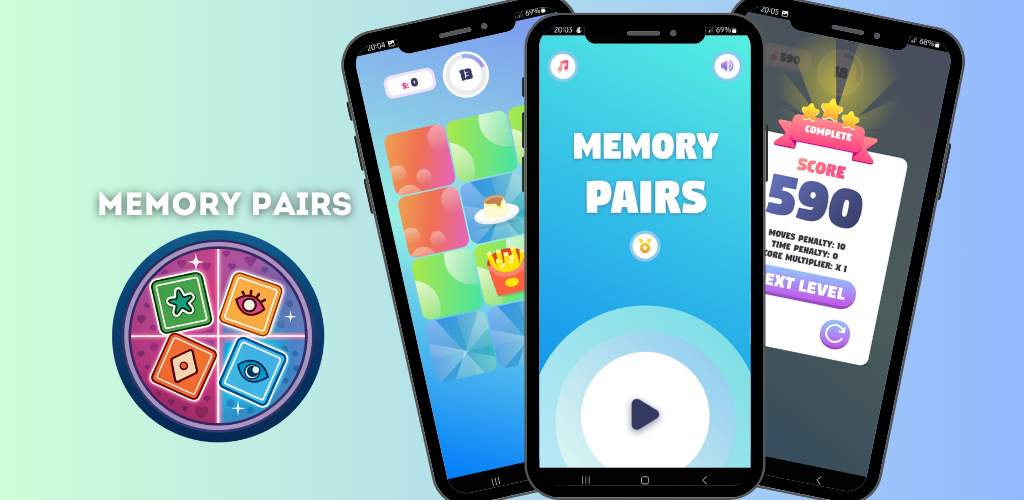 MEMORY PAIRS
20:04
69%
S: 0
13
20:03
69%
MEMORY
PAIRS
20:05
68%
S: 590
18
COMPLETE
SCORE
590
MOVES PENALTY: 10
TIME PENALTY: 0
CORE MULTIPLIER: X 1
EXT LEVEL